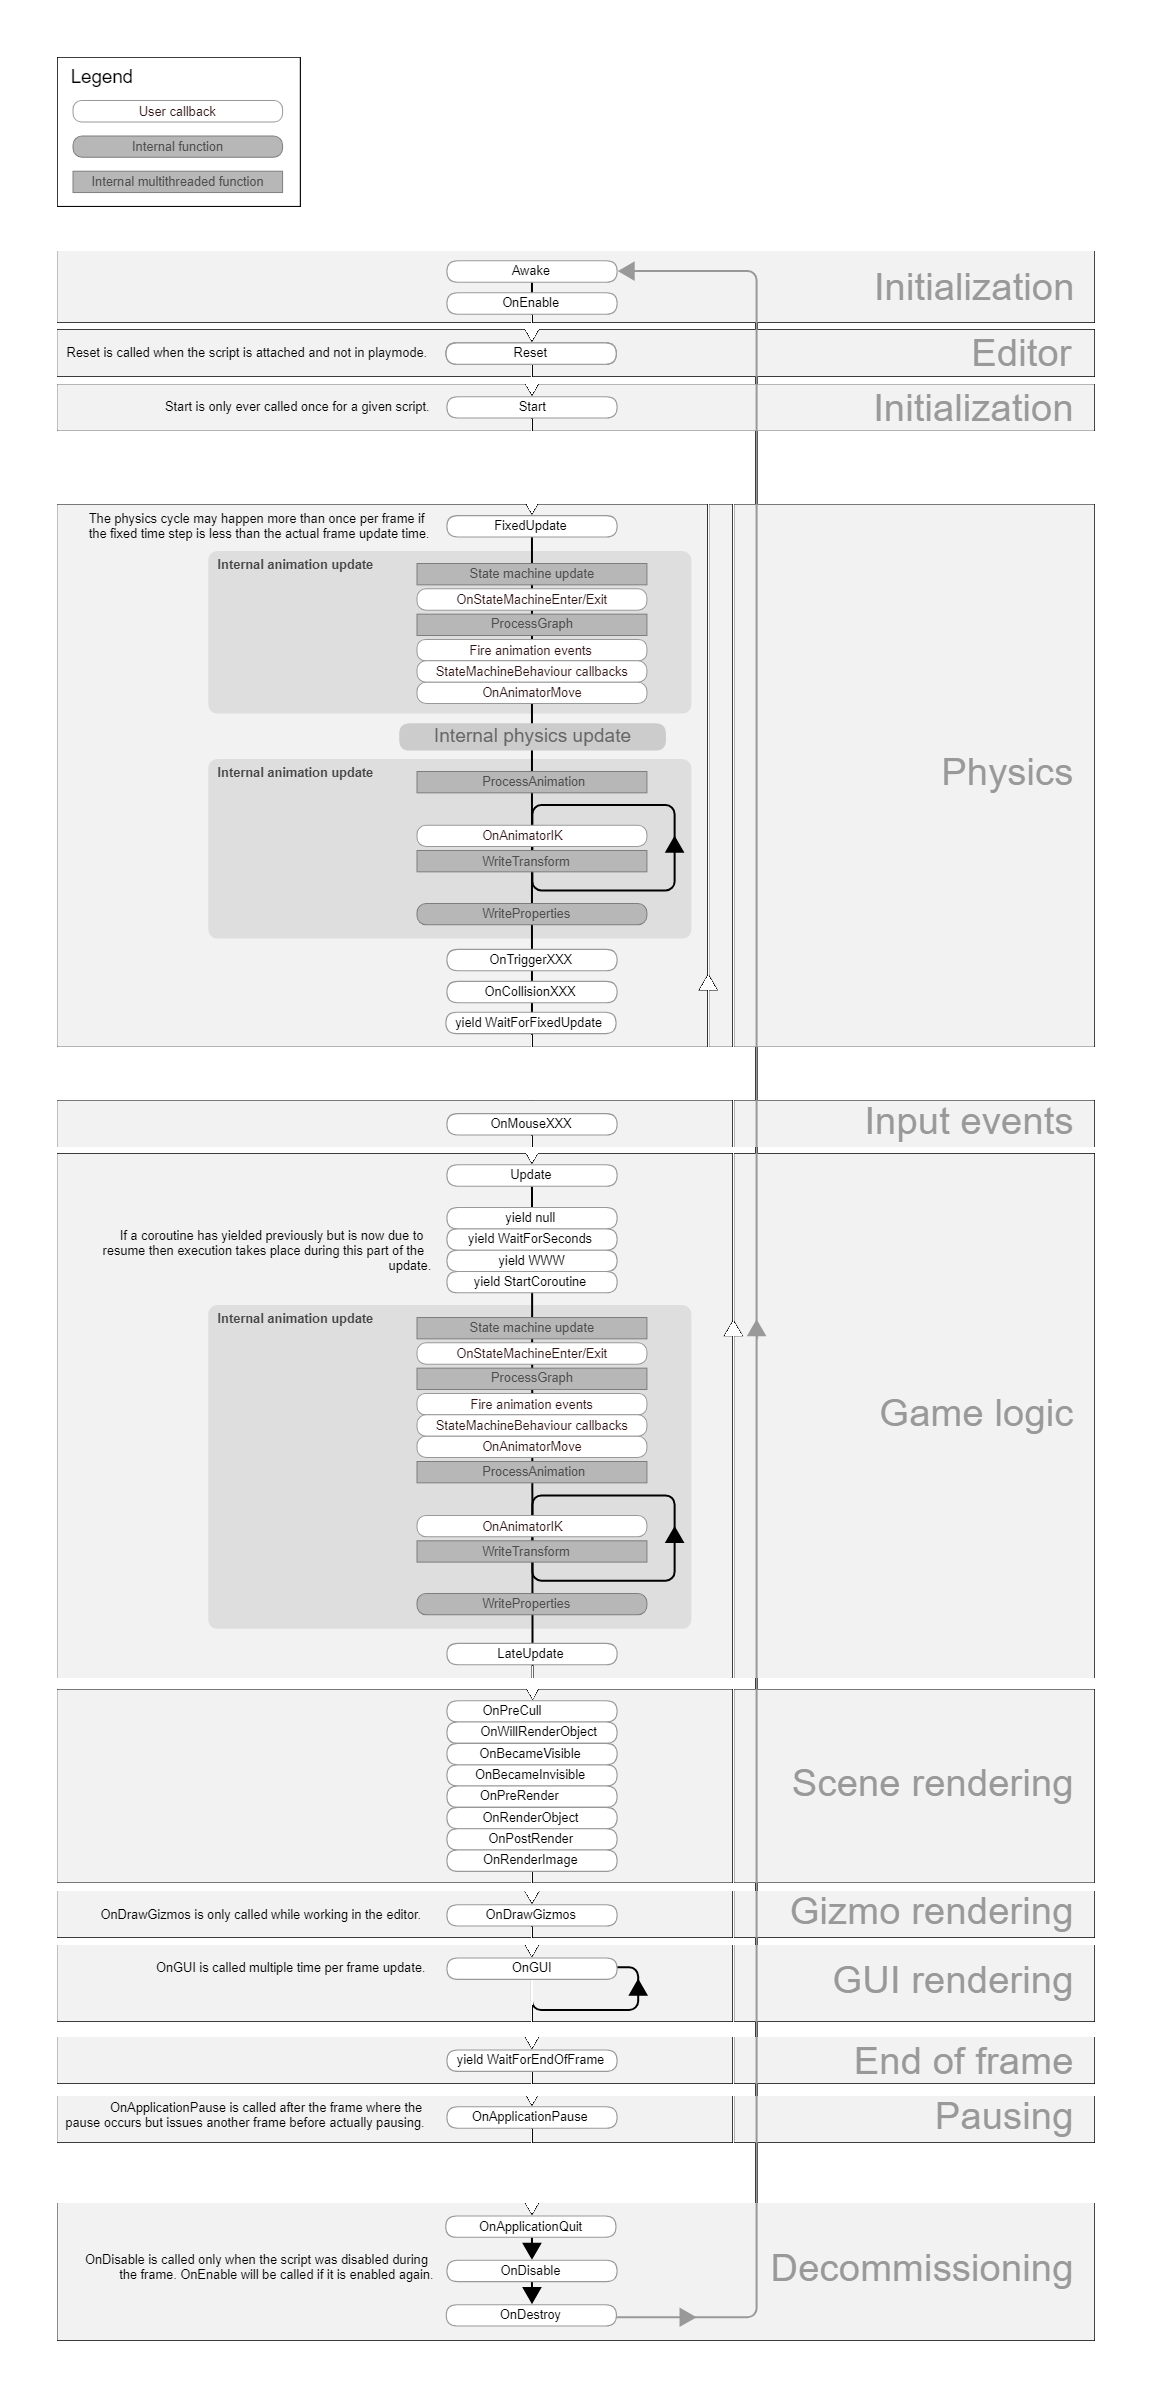 Legend
User callback
Internal function
Internal multithreaded function
Awake
Initialization
OnEnable
Reset is called when the script is attached and not in playmode.
Reset
Editor
Start is only ever called once for a given script.
Start
Initialization
The physics cycle may happen more than once per frame if
the fixed time step is less than the actual frame update time.
FixedUpdate
Internal animation update
State machine update
OnStateMachineEnter/Exit
ProcessGraph
Fire animation events
StateMachineBehaviour callbacks
OnAnimatorMove
Internal physics update
Physics
Internal animation update
ProcessAnimation
OnAnimatorIK
WriteTransform
WriteProperties
OnTriggerXXX
OnCollisionXXX
yield WaitForFixedUpdate
OnMouseXXX
Input events
Update
yield null
If a coroutine has yielded previously but is now due to
resume then execution takes place during this part of the
update.
yield WaitForSeconds
yield WWW
yield StartCoroutine
Internal animation update
State machine update
OnStateMachineEnter/Exit
ProcessGraph
Fire animation events
StateMachineBehaviour callbacks
OnAnimatorMove
Game logic
ProcessAnimation
OnAnimatorIK
WriteTransform
WriteProperties
LateUpdate
OnPreCull
OnWillRenderObject
OnBecameVisible
OnBecameInvisible
OnPreRender
OnRenderObject
OnPostRender
OnRenderImage
Scene rendering
OnDrawGizmos is only called while working in the editor.
OnDrawGizmos
Gizmo rendering
OnGUI is called multiple time per frame update.
OnGUI
GUI rendering
yield WaitForEndOfFrame
End of frame
OnApplicationPause is called after the frame where the
pause occurs but issues another frame before actually pausing.
OnApplicationPause
Pausing
OnApplicationQuit
OnDisable is called only when the script was disabled during
the frame. OnEnable will be called if it is enabled again.
OnDisable
Decommissioning
OnDestroy